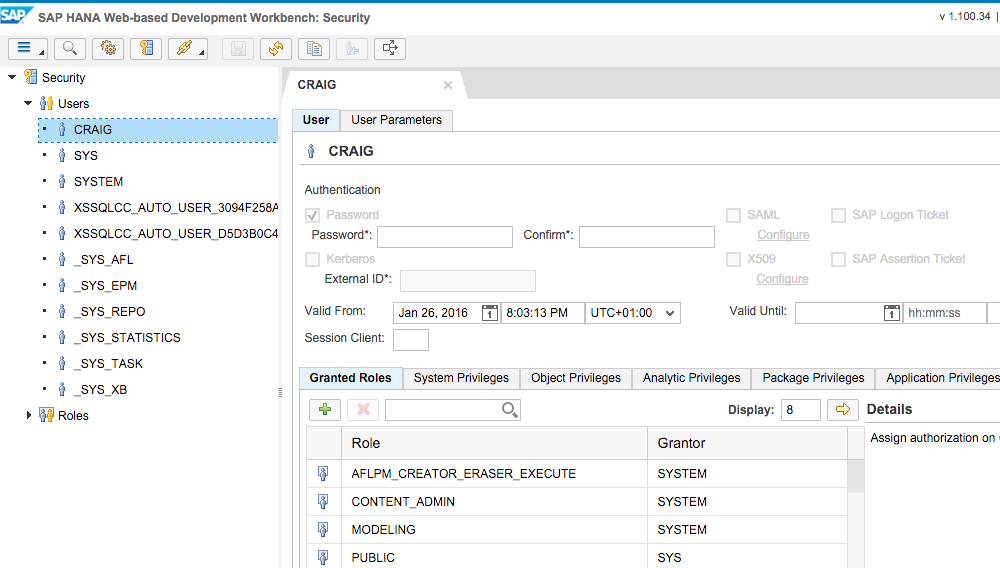 SAP SAP HANA Web-based Development Workbench: Security v 1.100.34 |
Security
Users
CRAIG
SYS
SYSTEM
XSSQLCC_AUTO_USER_3094F258A
XSSQLCC_AUTO_USER_D5D3B0C4
_SYS_AFL
_SYS_EPM
_SYS_REPO
_SYS_STATISTICS
_SYS_TASK
_SYS_XB
Roles
CRAIG
User User Parameters
CRAIG
Authentication
Password SAML SAP Logon Ticket
Password*: Confirm*: Configure
Kerberos X509 SAP Assertion Ticket
External ID*: Configure
Valid From: Jan 26, 2016 1 8:03:13 PM UTC+01:00 Valid Until: 1 hh:mm:ss
Session Client:
Granted Roles System Privileges Object Privileges Analytic Privileges Package Privileges Application Privileges
Display: 8 Details
Role Grantor Assign authorization on
AFLPM_CREATOR_ERASER_EXECUTE SYSTEM
CONTENT_ADMIN SYSTEM
MODELING SYSTEM
PUBLIC SYS